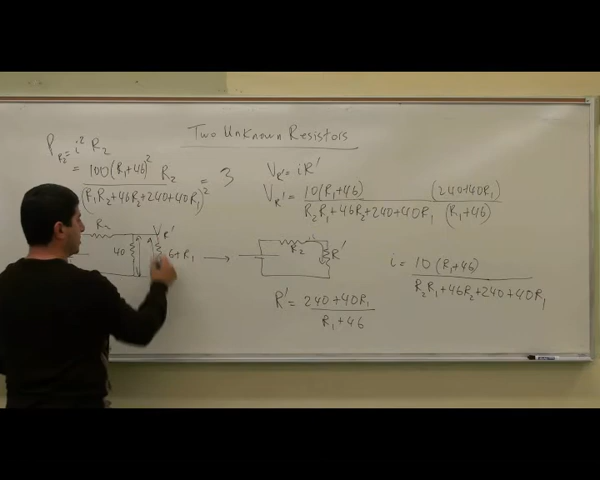 Two Unknown Resistors
P_R2 = i² R₂
= 100(R₁+46)² R₂ / (R₁R₂+46R₂+240+40R₁)² = 3
V_R' = iR'
V_R' = 10(R₁+46) / R₂R₁+46R₂+240+40R₁ (240+40R₁) / (R₁+46)
R₂
40
V R'
6+R₁
R₂
R'
i = 10(R₁+46) / R₂R₁+46R₂+240+40R₁
R' = 240+40R₁ / R₁+46